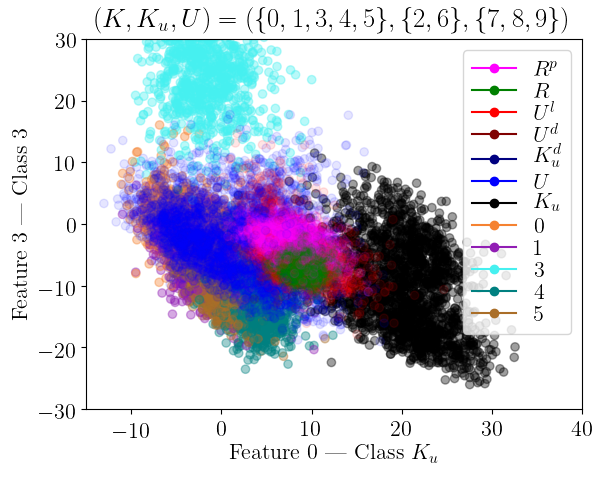 (K, K_u, U) = ({0, 1, 3, 4, 5}, {2, 6}, {7, 8, 9})
Feature 3 — Class 3
30
20
10
0
−10
−20
−30
R^p
R
U^l
U^d
K_u^d
U
K_u
0
1
3
4
5
−10
0
10
20
30
40
Feature 0 — Class K_u